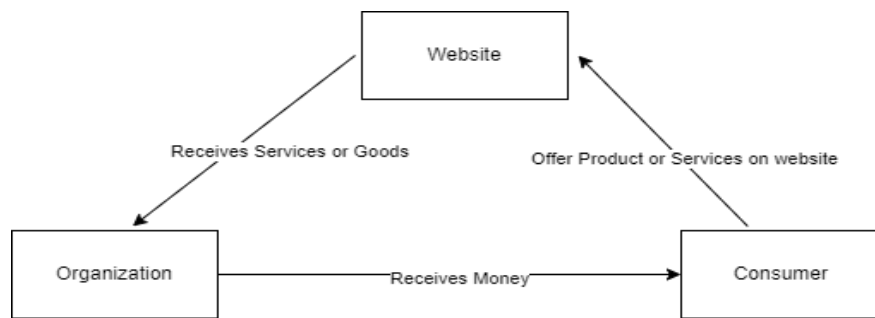 Website
Receives Services or Goods
Offer Product or Services on website
Organization
Receives Money
Consumer